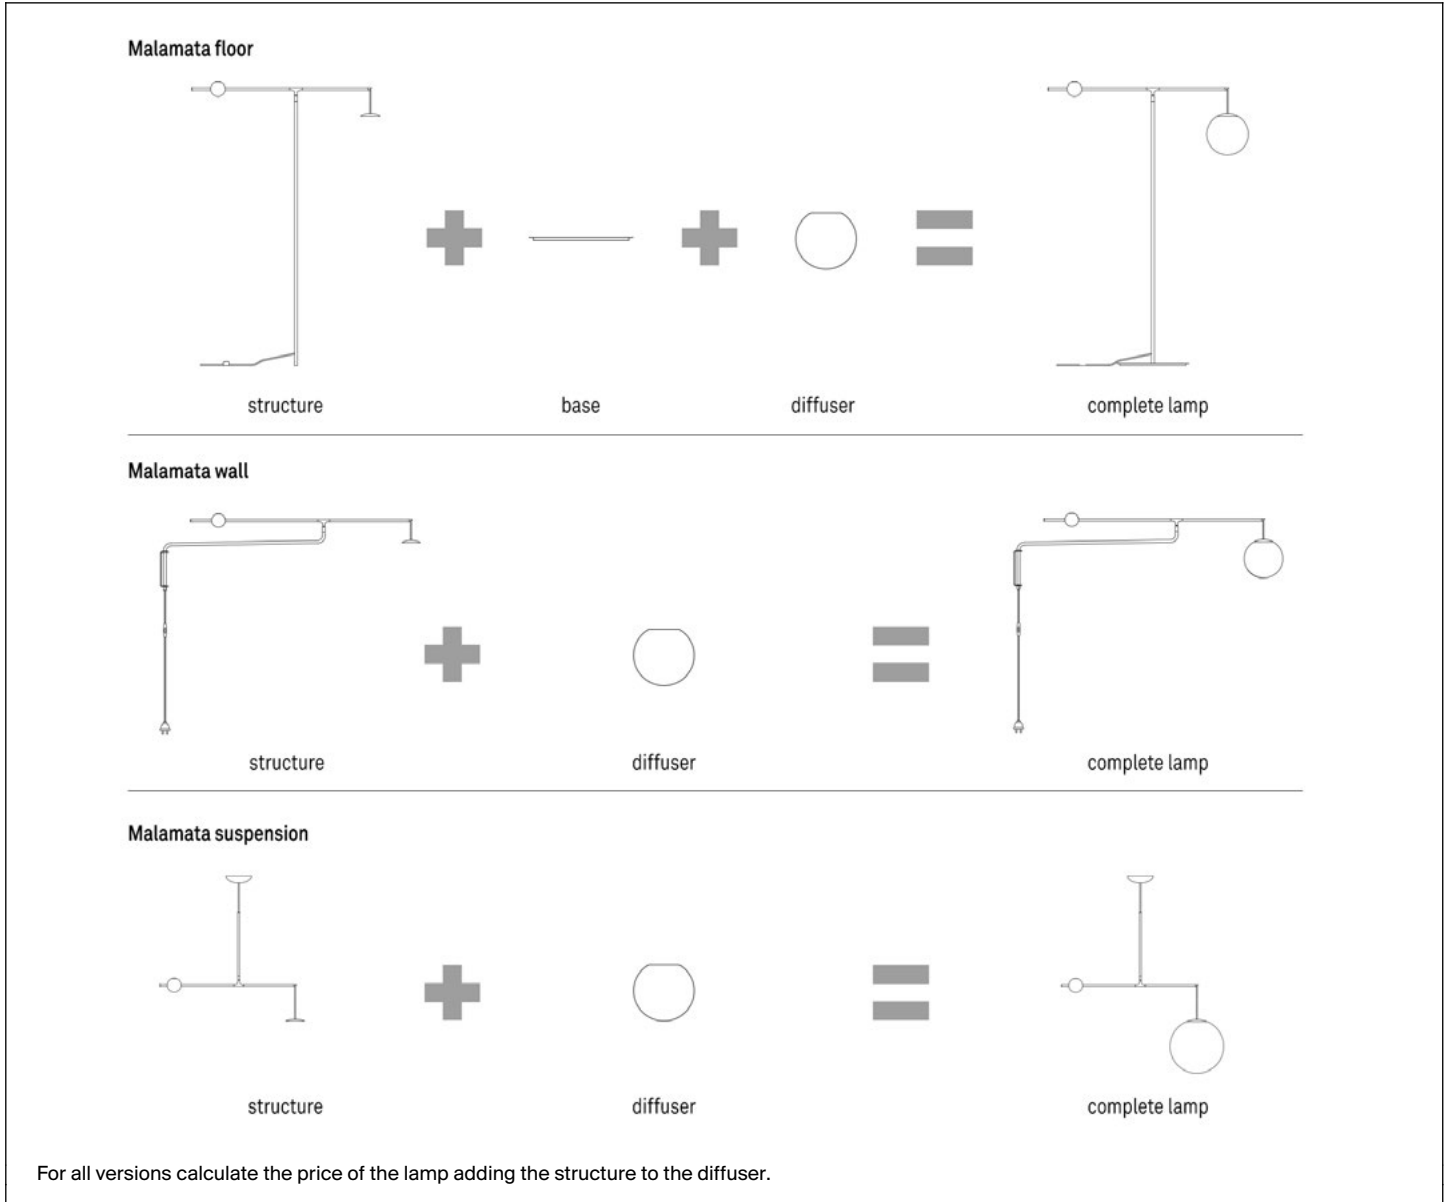 Malamata floor
structure
base
diffuser
complete lamp
Malamata wall
structure
diffuser
complete lamp
Malamata suspension
structure
diffuser
complete lamp
For all versions calculate the price of the lamp adding the structure to the diffuser.